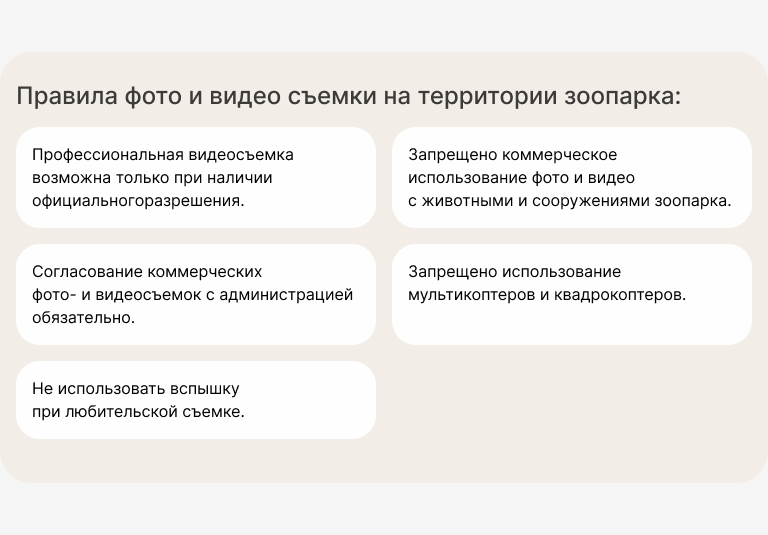 Правила фото и видео съемки на территории зоопарка:
Профессиональная видеосъемка
возможна только при наличии
официальногоразрешения.
Запрещено коммерческое
использование фото и видео
с животными и сооружениями зоопарка.
Согласование коммерческих
фото- и видеосъемок с администрацией
обязательно.
Запрещено использование
мультикоптеров и квадрокоптеров.
Не использовать вспышку
при любительской съемке.